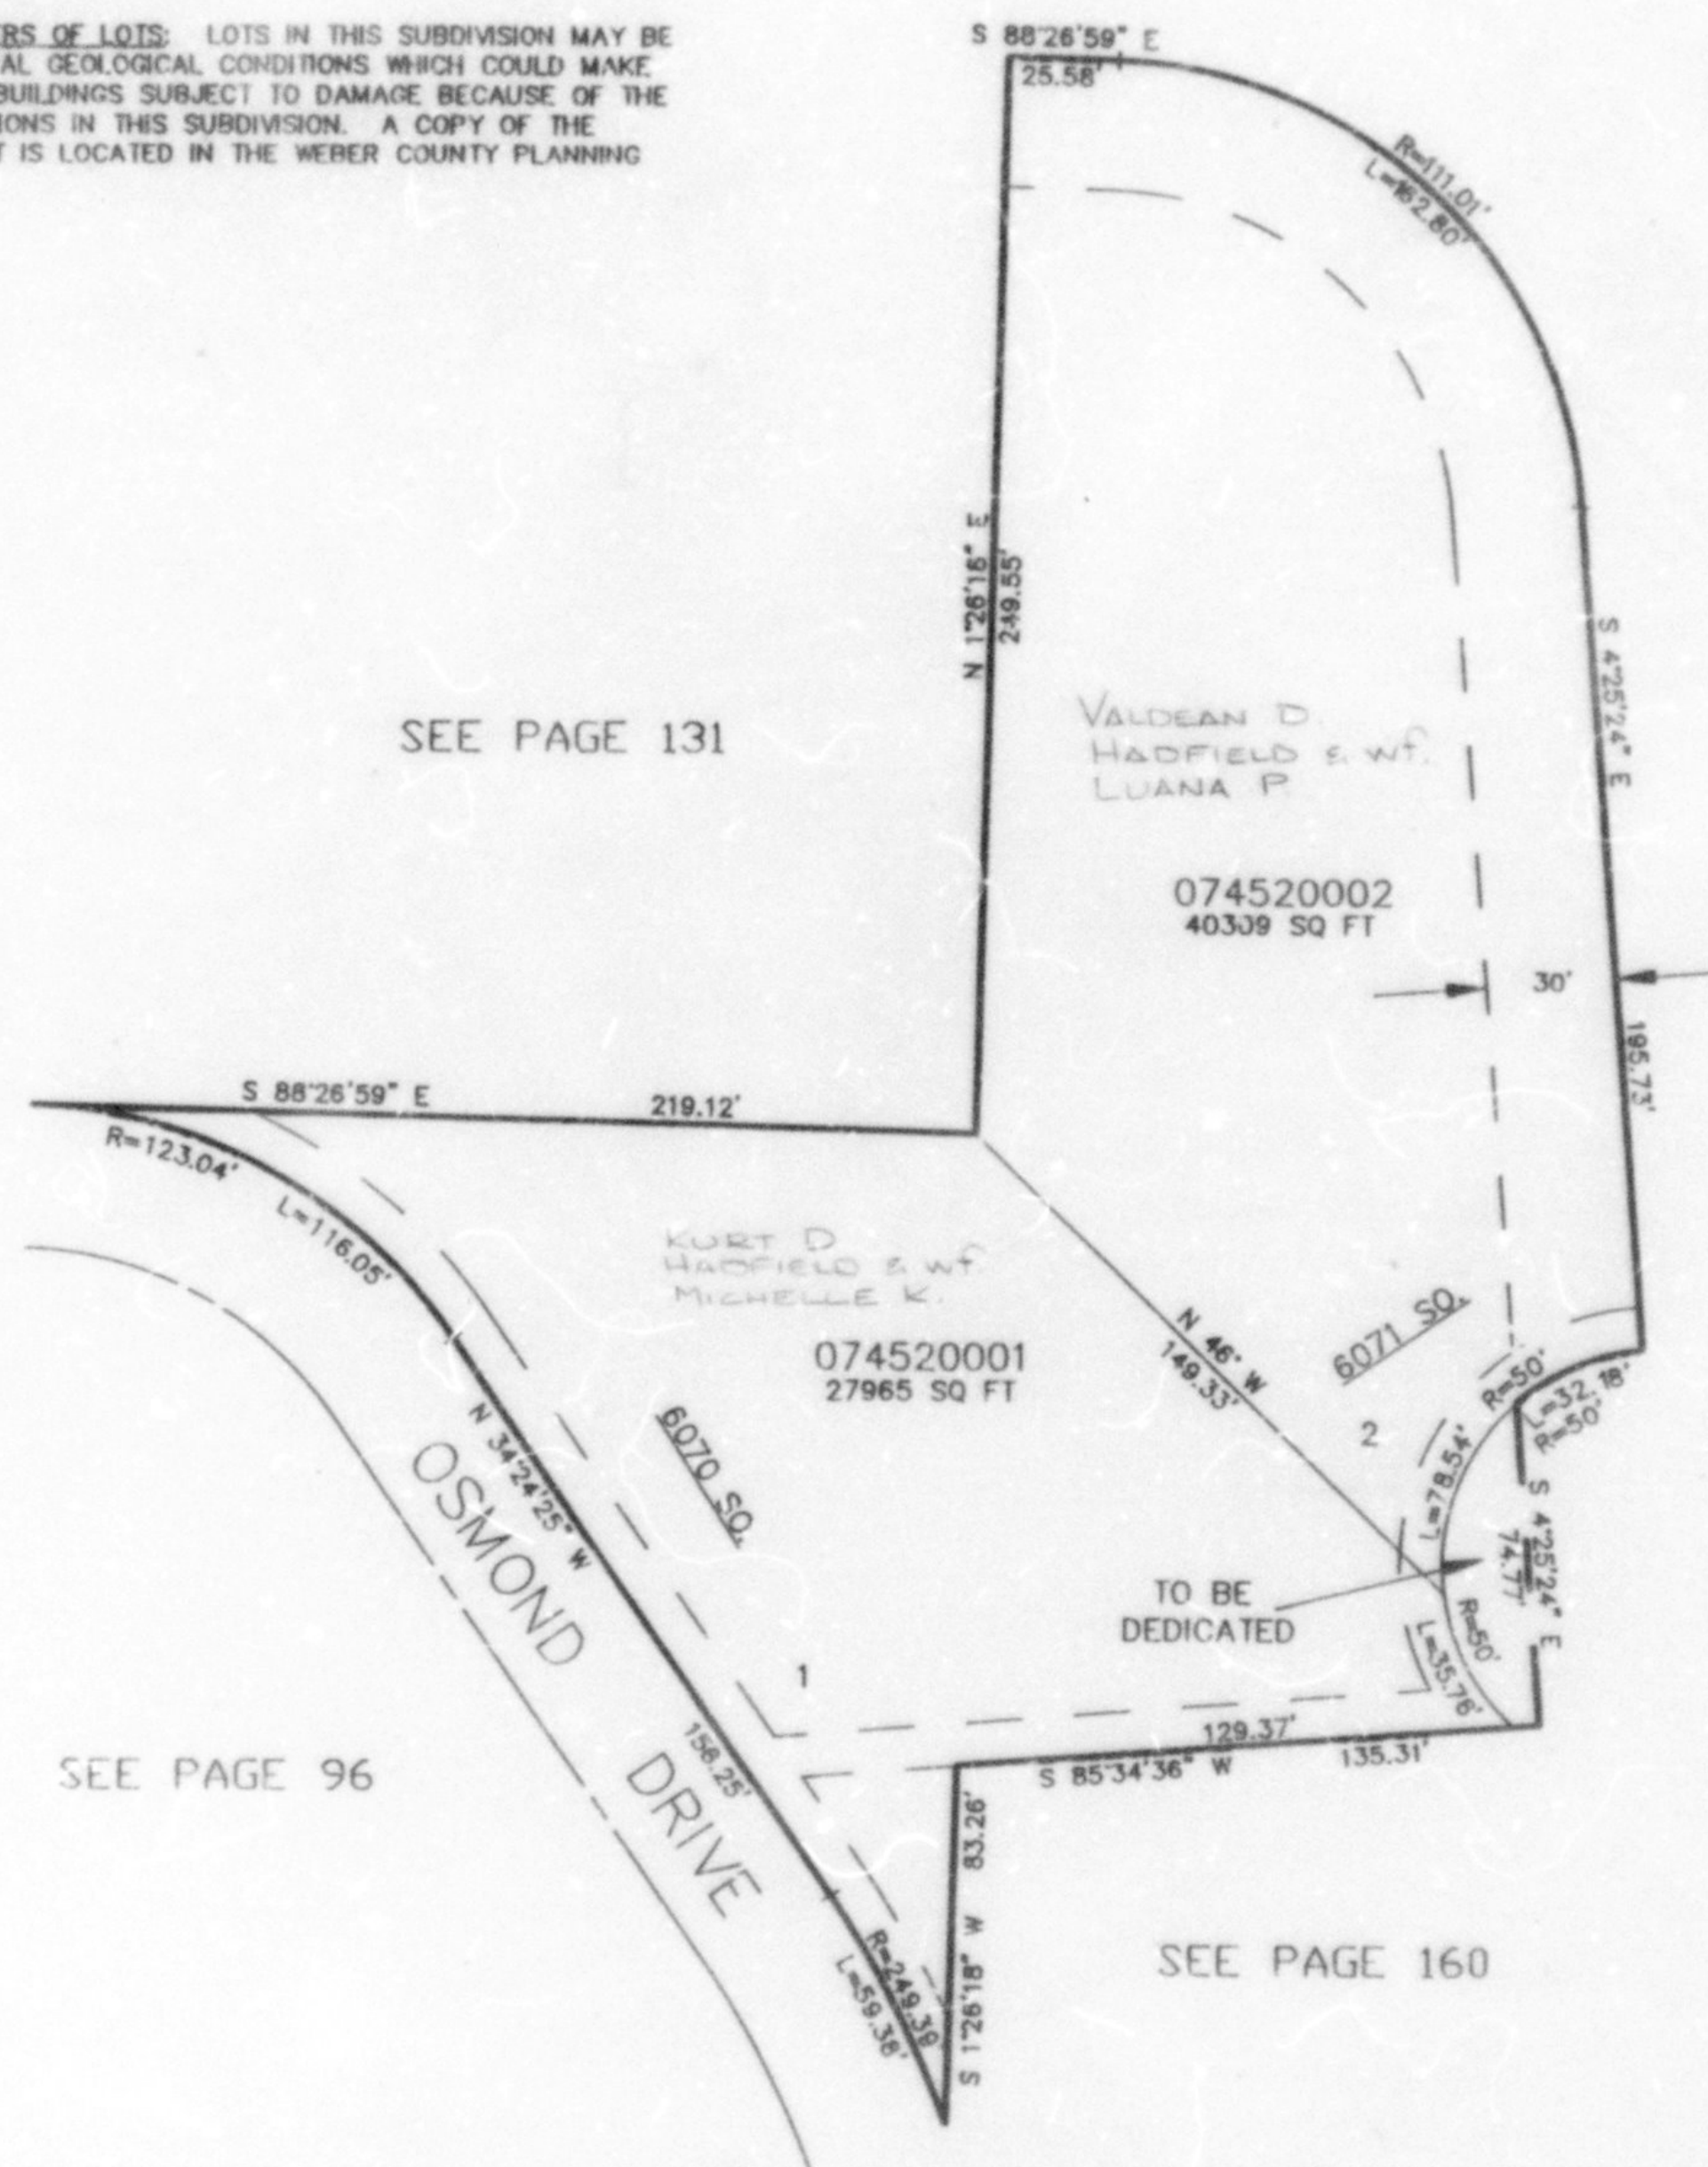 RS OF LOTS: LOTS IN THIS SUBDIVISION MAY BE
AL GEOLOGICAL CONDITIONS WHICH COULD MAKE
BUILDINGS SUBJECT TO DAMAGE BECAUSE OF THE
IONS IN THIS SUBDIVISION. A COPY OF THE
T IS LOCATED IN THE WEBER COUNTY PLANNING
S 88°26'59" E
25.58'
R=111.01'
L=162.80'
N 1°26'16" E
249.55'
S 4°25'24" E
195.73'
SEE PAGE 131
VALDEAN D.
HADFIELD & Wf.
LUANA P.
074520002
40309 SQ FT
30'
S 88°26'59" E
219.12'
R=123.04'
L=116.05'
KURT D
HADFIELD & Wf.
MICHELLE K.
074520001
27965 SQ FT
N 46° W
149.33'
6071 SQ.
2
R=50'
L=32.18'
R=50'
L=78.54'
6070 SQ.
N 34°24'25" W
156.25'
OSMOND
DRIVE
S 4°25'24" E
74.77'
TO BE
DEDICATED
R=50'
L=35.76'
1
129.37'
S 85°34'36" W
135.31'
SEE PAGE 96
83.26'
S 1°26'18" W
R=249.39'
L=59.38'
SEE PAGE 160